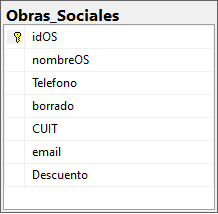 Obras_Sociales
idOS
nombreOS
Telefono
borrado
CUIT
email
Descuento